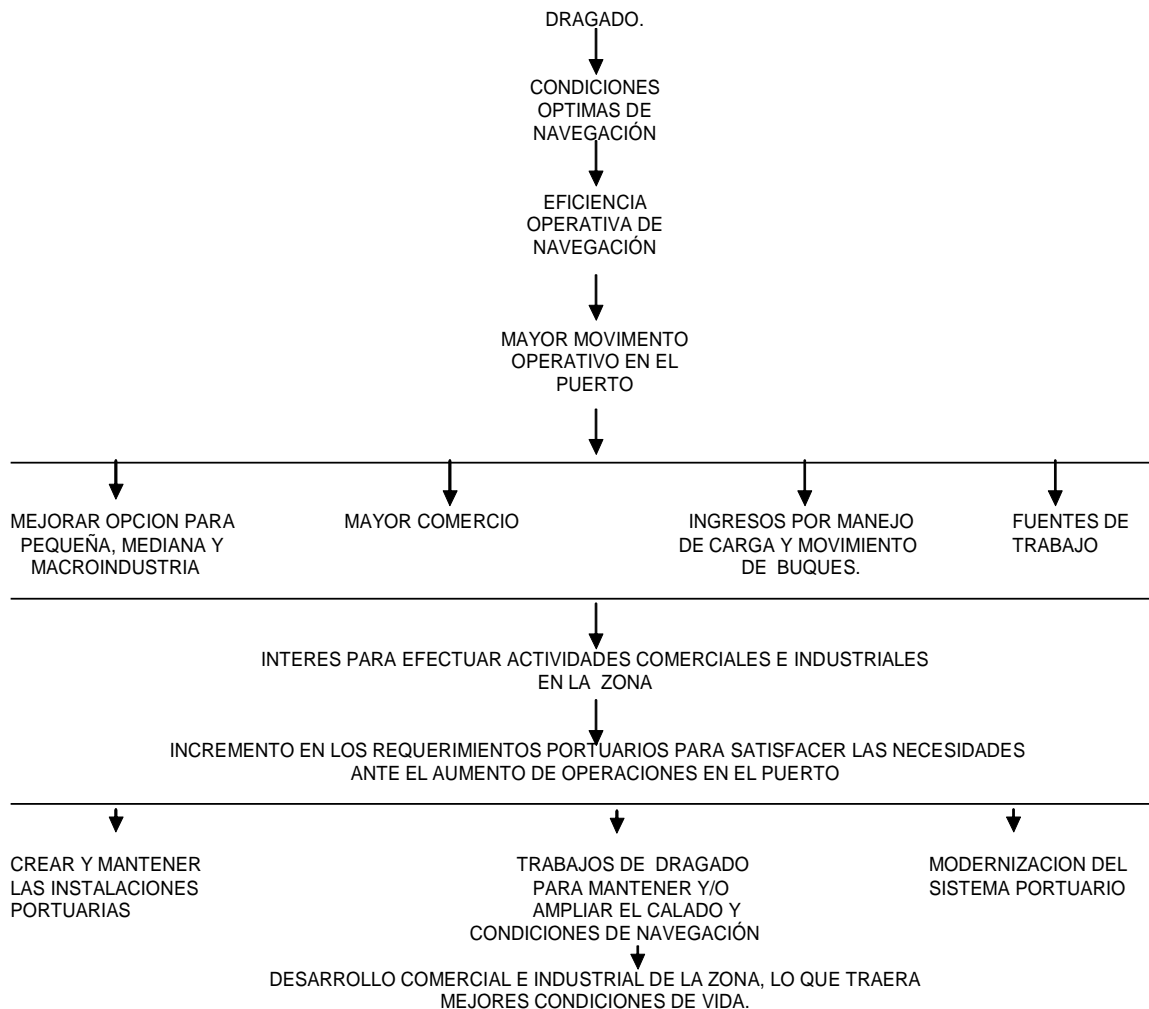 DRAGADO.
CONDICIONES
OPTIMAS DE
NAVEGACIÓN
EFICIENCIA
OPERATIVA DE
NAVEGACIÓN
MAYOR MOVIMENTO
OPERATIVO EN EL
PUERTO
MEJORAR OPCION PARA
PEQUEÑA, MEDIANA Y
MACROINDUSTRIA
MAYOR COMERCIO
INGRESOS POR MANEJO
DE CARGA Y MOVIMIENTO
DE BUQUES.
FUENTES DE
TRABAJO
INTERES PARA EFECTUAR ACTIVIDADES COMERCIALES E INDUSTRIALES
EN LA ZONA
INCREMENTO EN LOS REQUERIMIENTOS PORTUARIOS PARA SATISFACER LAS NECESIDADES
ANTE EL AUMENTO DE OPERACIONES EN EL PUERTO
CREAR Y MANTENER
LAS INSTALACIONES
PORTUARIAS
TRABAJOS DE DRAGADO
PARA MANTENER Y/O
AMPLIAR EL CALADO Y
CONDICIONES DE NAVEGACIÓN
MODERNIZACION DEL
SISTEMA PORTUARIO
DESARROLLO COMERCIAL E INDUSTRIAL DE LA ZONA, LO QUE TRAERA
MEJORES CONDICIONES DE VIDA.